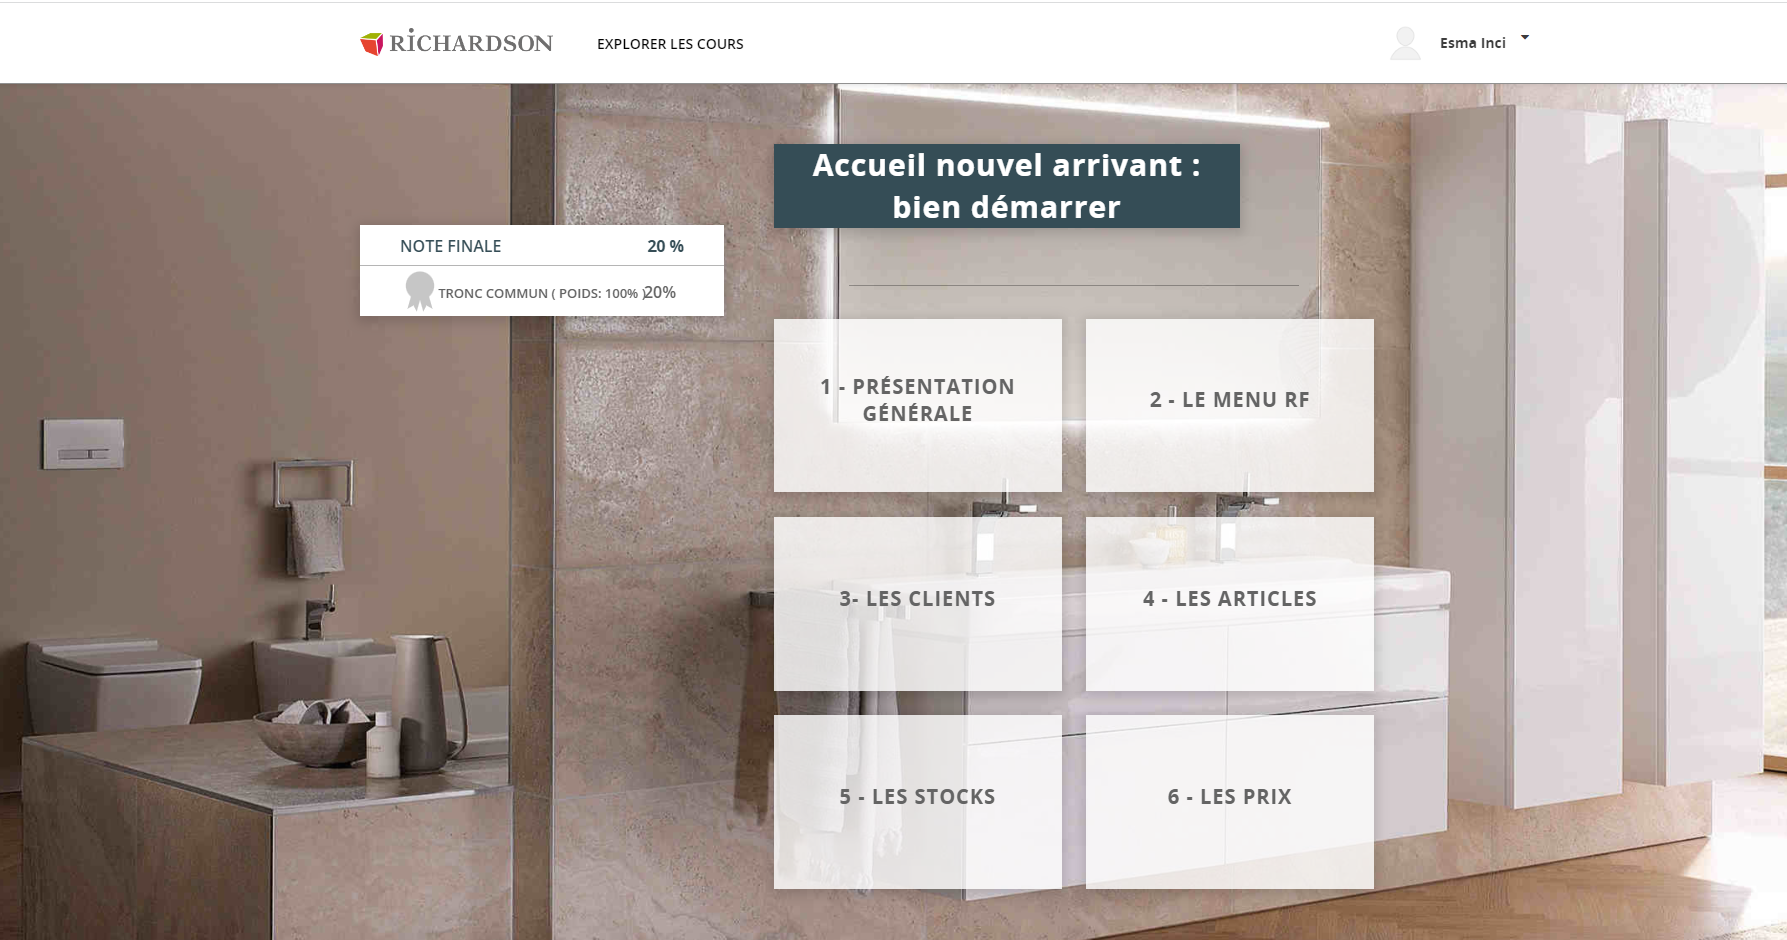 RICHARDSON
EXPLORER LES COURS
Esma Inci
Accueil nouvel arrivant :
bien démarrer
NOTE FINALE 20 %
TRONC COMMUN ( POIDS: 100% ) 20%
1 - PRÉSENTATION
GÉNÉRALE
2 - LE MENU RF
3- LES CLIENTS
4 - LES ARTICLES
5 - LES STOCKS
6 - LES PRIX